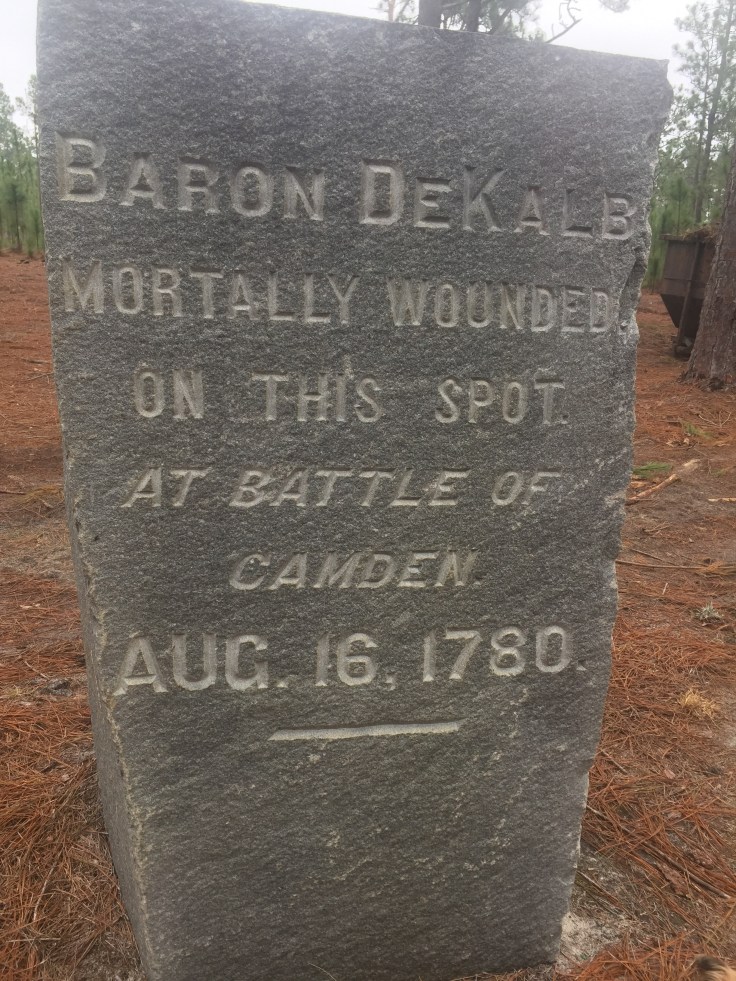 BARON DEKALB
MORTALLY WOUNDED
ON THIS SPOT.
AT BATTLE OF
CAMDEN.
AUG. 16, 1780.